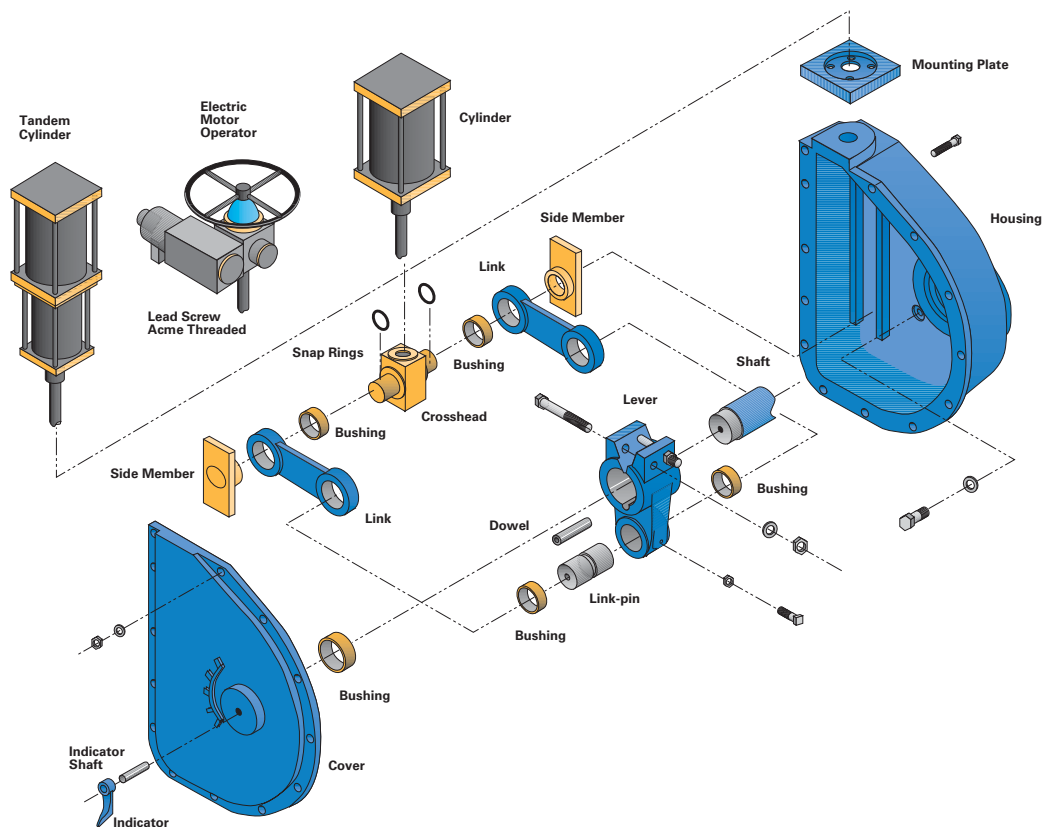 Mounting Plate
Electric
Motor
Operator
Tandem
Cylinder
Cylinder
Side Member
Housing
Link
Lead Screw
Acme Threaded
Snap Rings
Bushing
Shaft
Crosshead
Lever
Bushing
Side Member
Bushing
Link
Dowel
Link-pin
Bushing
Bushing
Indicator
Shaft
Cover
Indicator